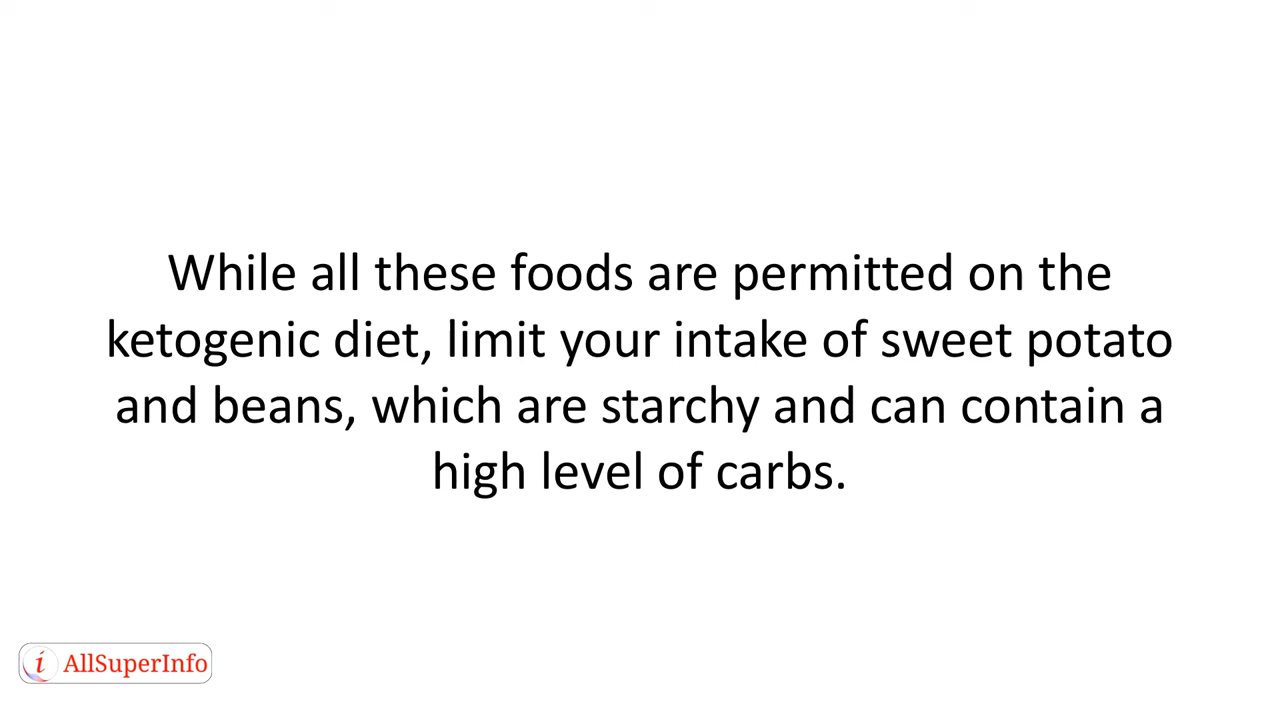 While all these foods are permitted on the
ketogenic diet, limit your intake of sweet potato
and beans, which are starchy and can contain a
high level of carbs.
i AllSuperInfo